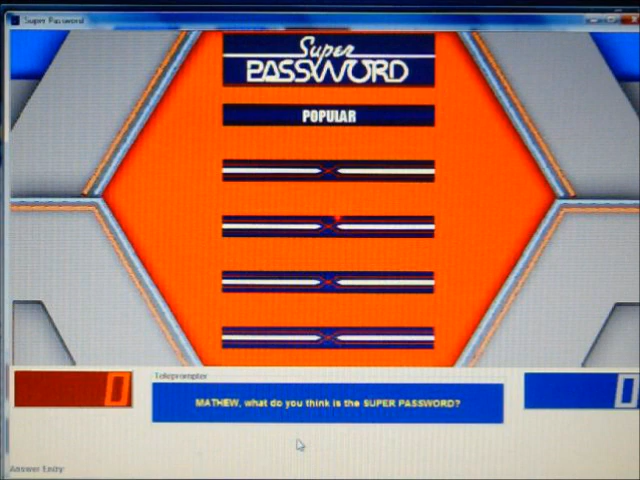 Super Password
Super
PASSWORD
POPULAR
0
Teleprompter
0
MATHEW, what do you think is the SUPER PASSWORD?
Answer Entry: